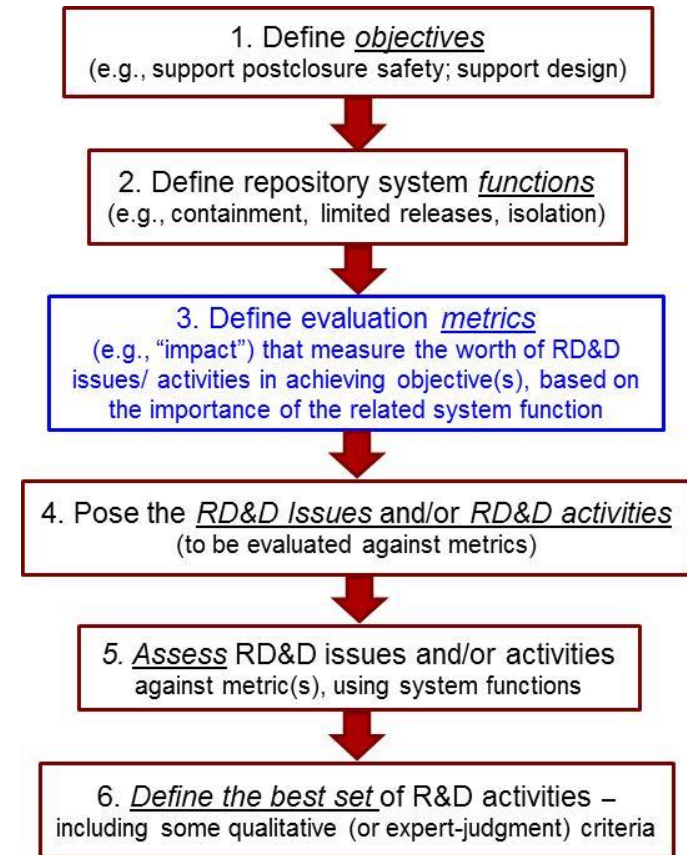 1. Define objectives
(e.g., support postclosure safety; support design)
2. Define repository system functions
(e.g., containment, limited releases, isolation)
3. Define evaluation metrics
(e.g., “impact”) that measure the worth of RD&D
issues/ activities in achieving objective(s), based on
the importance of the related system function
4. Pose the RD&D Issues and/or RD&D activities
(to be evaluated against metrics)
5. Assess RD&D issues and/or activities
against metric(s), using system functions
6. Define the best set of R&D activities –
including some qualitative (or expert-judgment) criteria